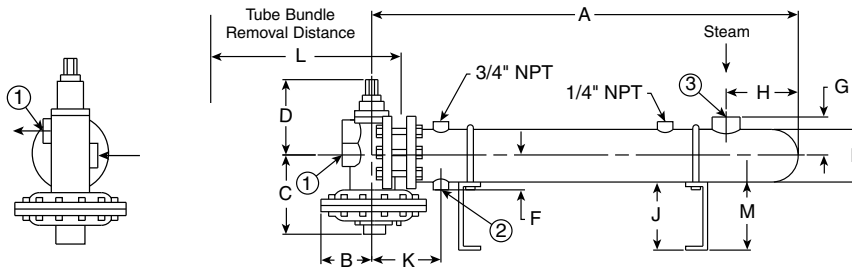 Tube Bundle
Removal Distance
L
A
Steam
3/4" NPT
1/4" NPT
3
H
G
1
D
1
C
B
K
2
F
J
M